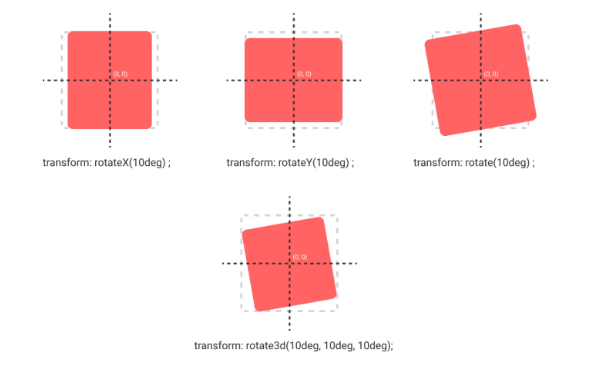 (0, 0)
(0, 0)
(0, 0)
transform: rotateX(10deg) ;
transform: rotateY(10deg) ;
transform: rotate(10deg) ;
(0, 0)
transform: rotate3d(10deg, 10deg, 10deg);